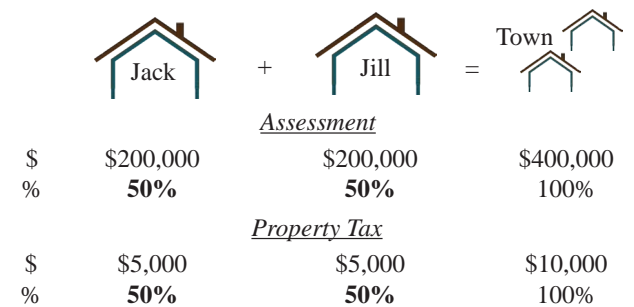 Jack + Jill = Town
Assessment
$ $200,000 $200,000 $400,000
% 50% 50% 100%
Property Tax
$ $5,000 $5,000 $10,000
% 50% 50% 100%